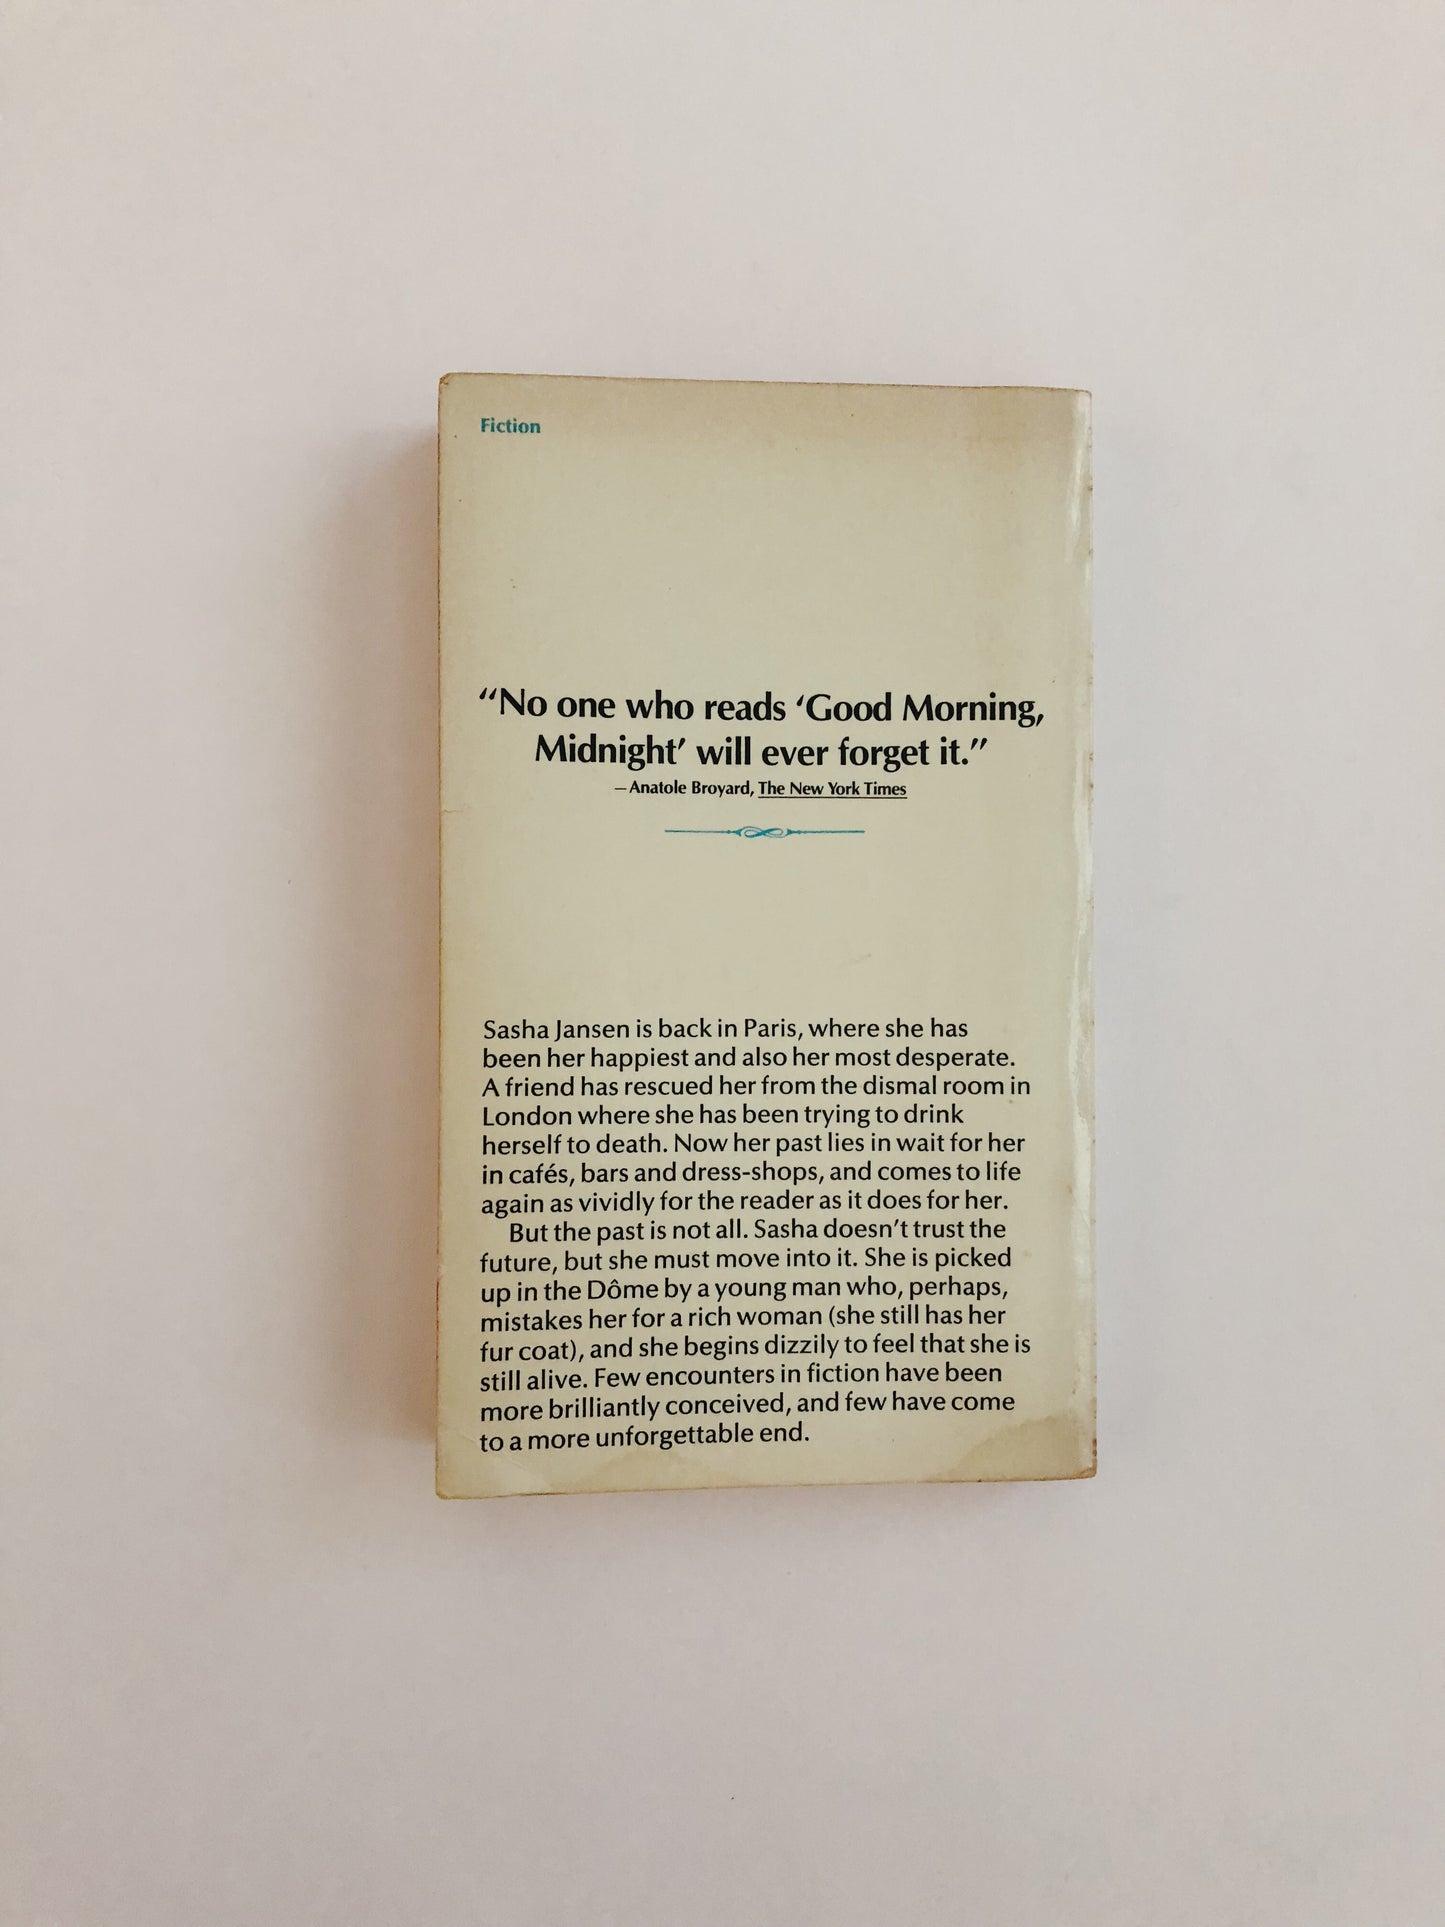 Fiction
“No one who reads ‘Good Morning,
Midnight’ will ever forget it.”
—Anatole Broyard, The New York Times
Sasha Jansen is back in Paris, where she has
been her happiest and also her most desperate.
A friend has rescued her from the dismal room in
London where she has been trying to drink
herself to death. Now her past lies in wait for her
in cafés, bars and dress-shops, and comes to life
again as vividly for the reader as it does for her.
But the past is not all. Sasha doesn’t trust the
future, but she must move into it. She is picked
up in the Dôme by a young man who, perhaps,
mistakes her for a rich woman (she still has her
fur coat), and she begins dizzily to feel that she is
still alive. Few encounters in fiction have been
more brilliantly conceived, and few have come
to a more unforgettable end.